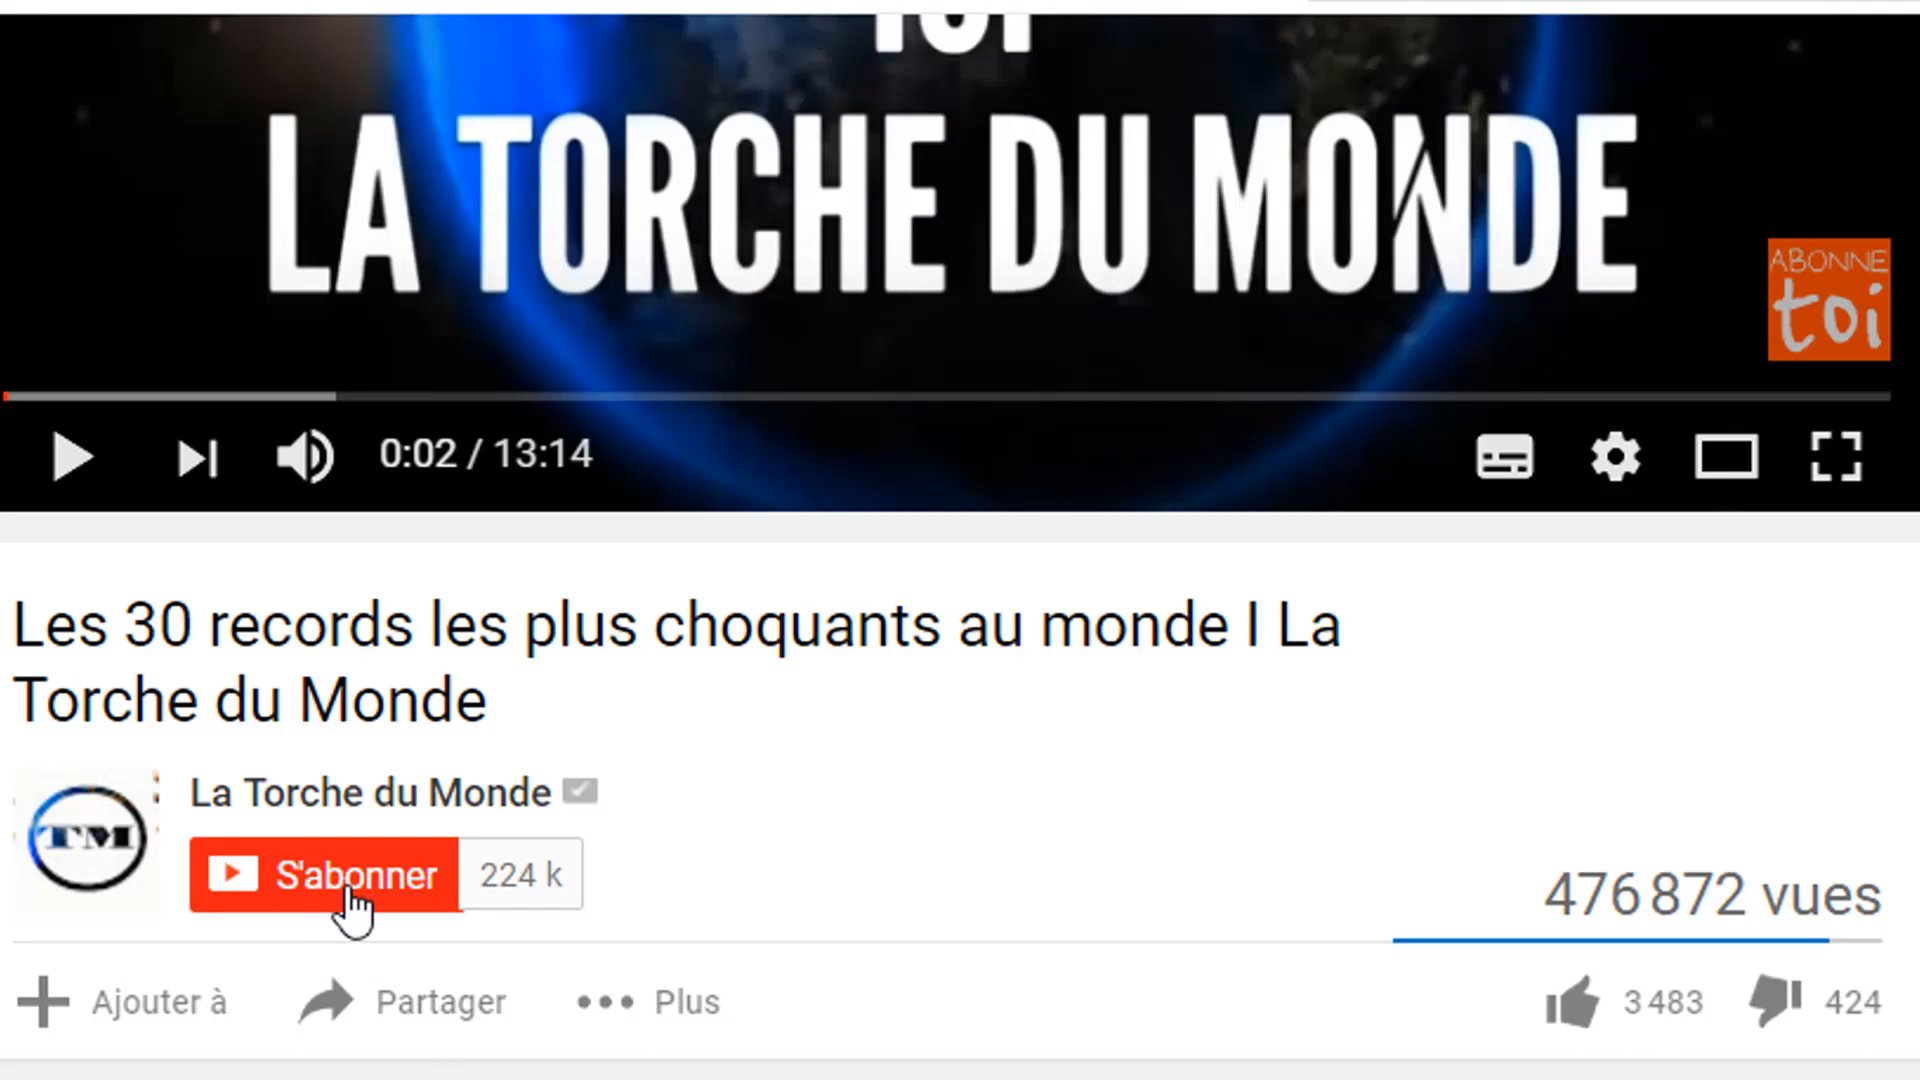 LA TORCHE DU MONDE
ABONNE
toi
0:02 / 13:14
Les 30 records les plus choquants au monde I La
Torche du Monde
TM
La Torche du Monde
S'abonner 224 k
476 872 vues
Ajouter à Partager Plus 3 483 424